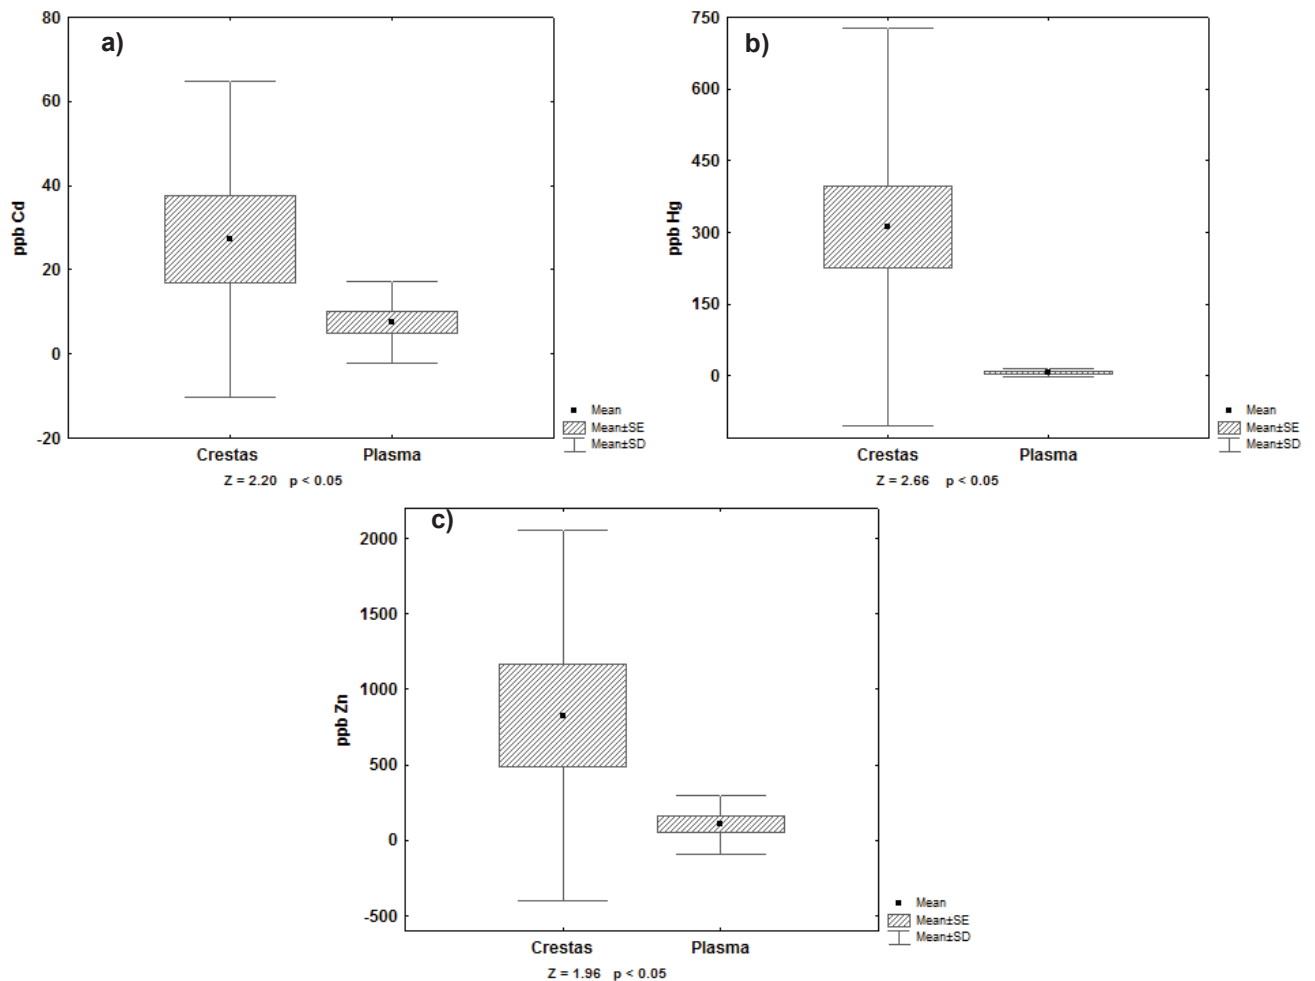 a)
80
60
40
20
0
-20
ppb Cd
Crestas Plasma
Z = 2.20 p < 0.05
Mean
Mean±SE
Mean±SD
b)
750
600
450
300
150
0
ppb Hg
Crestas Plasma
Z = 2.66 p < 0.05
Mean
Mean±SE
Mean±SD
c)
2000
1500
1000
500
0
-500
ppb Zn
Crestas Plasma
Z = 1.96 p < 0.05
Mean
Mean±SE
Mean±SD